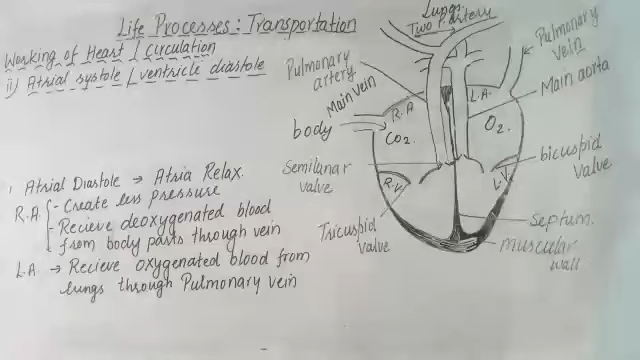 Life Processes: Transportation
Working of Heart / Circulation
ii) Atrial systole / ventricle diastole
1 Atrial Diastole → Atria Relax.
R.A - Create less pressure
- Recieve deoxygenated blood
from body parts through vein
L.A → Recieve oxygenated blood from
lungs through Pulmonary vein
Lungs
Two P. artery
Pulmonary
vein
Pulmonary
artery
Main vein
R.A
L.A.
Main aorta
body
CO2.
O2.
Semilanar
valve
bicuspid
valve
R.V
L.V
Tricuspid
valve
septum.
muscular
wall